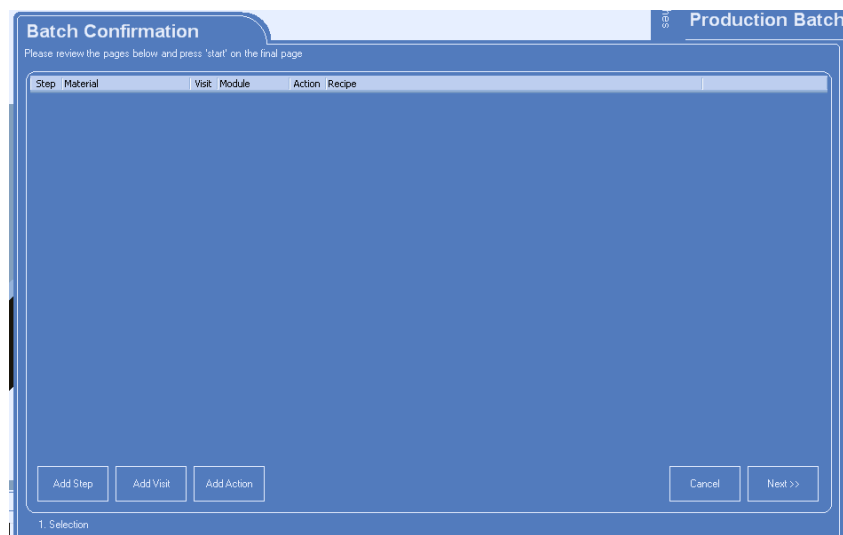 Batch Confirmation
Production Batch
Please review the pages below and press 'start' on the final page
Step Material Visit Module Action Recipe
Add Step Add Visit Add Action Cancel Next >>
1. Selection